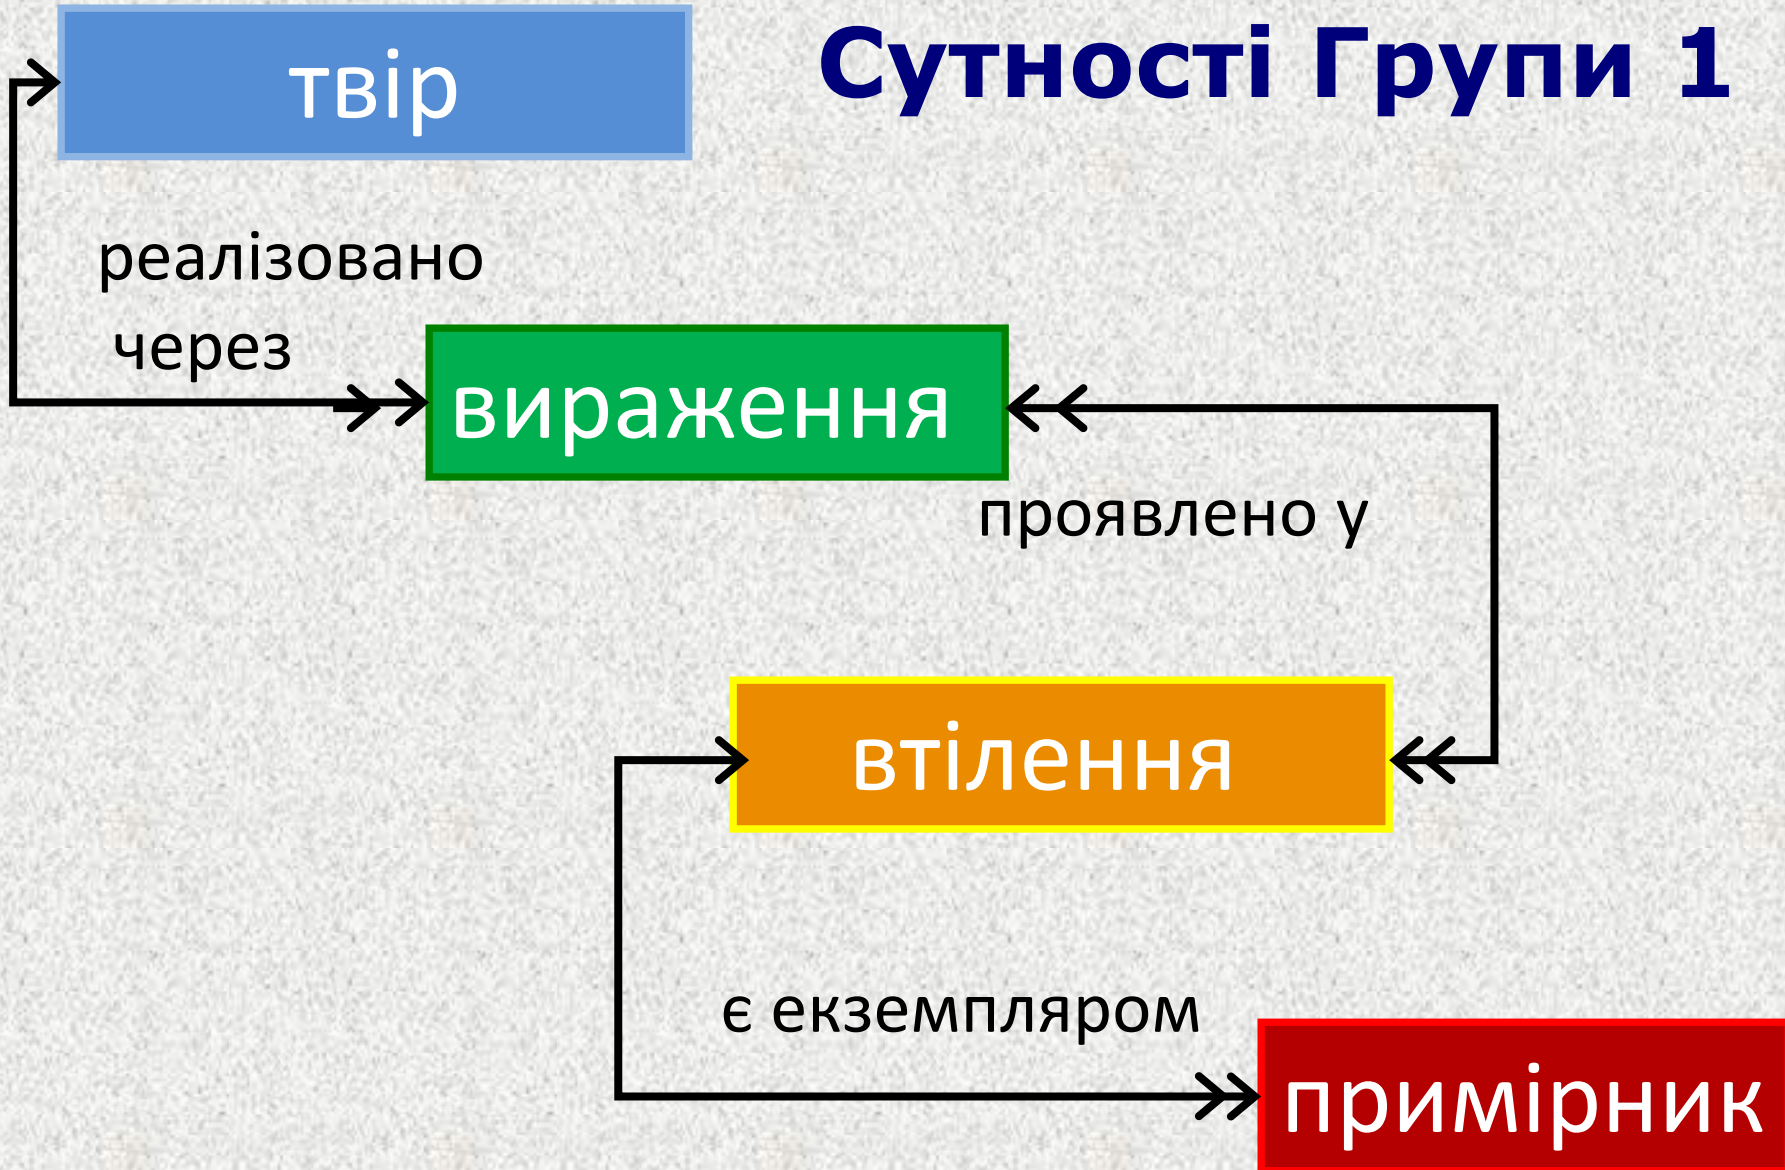 твір
Сутності Групи 1
реалізовано
через
вираження
проявлено у
втілення
є екземпляром
примірник